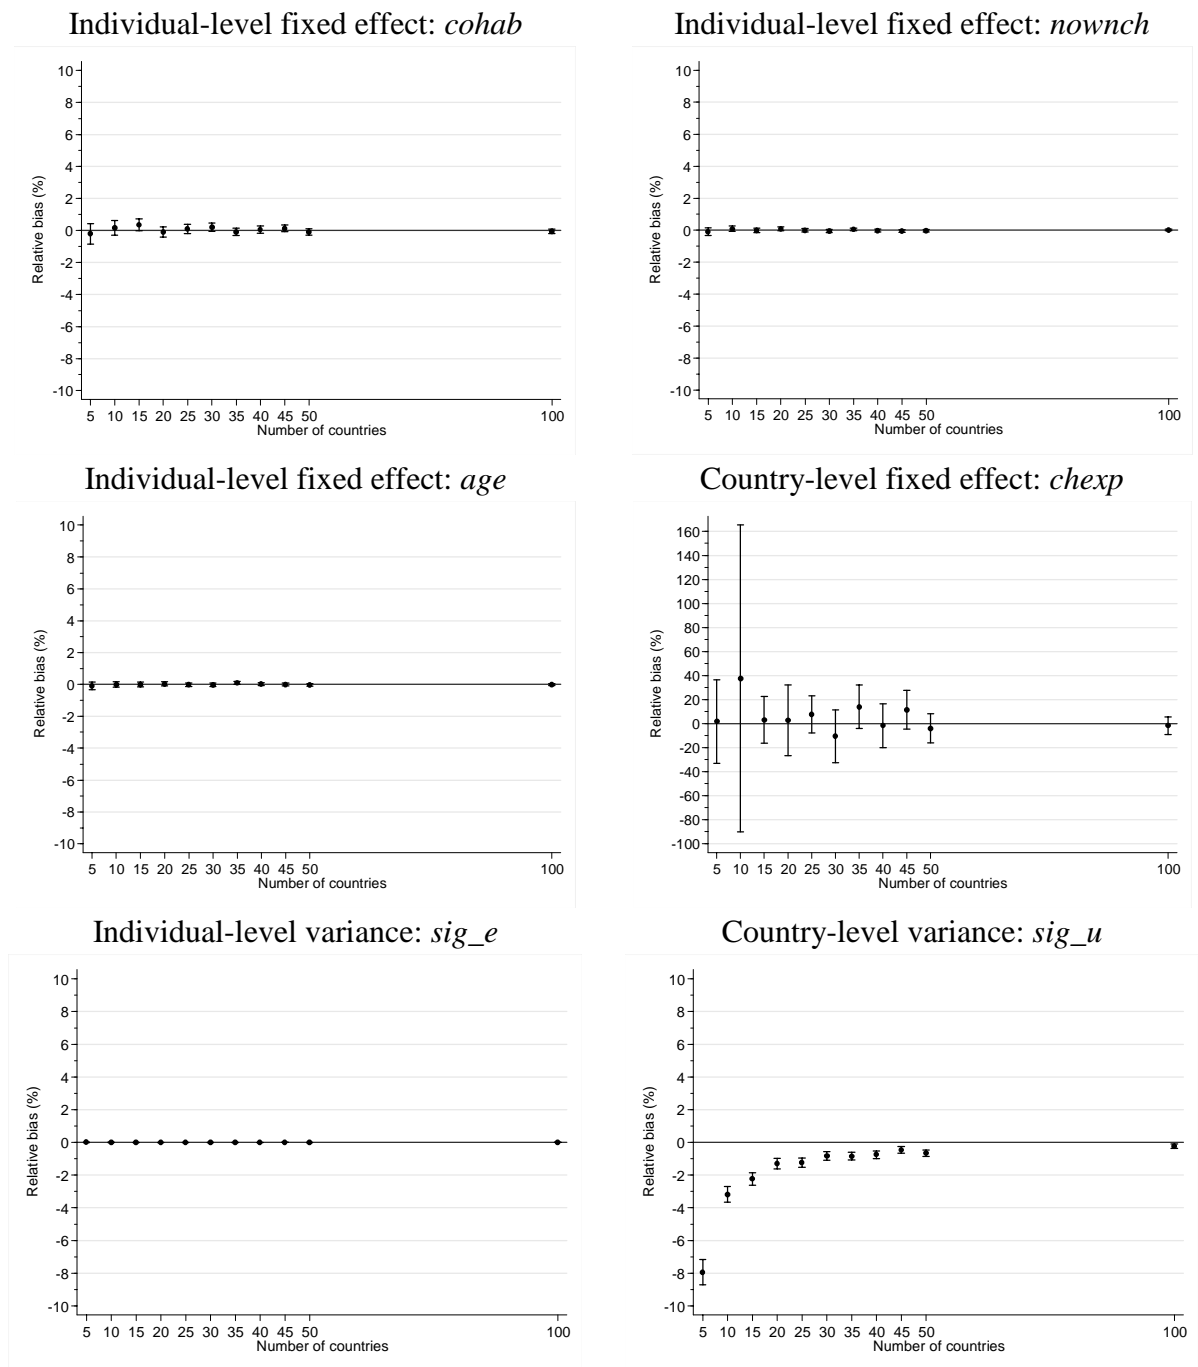 Individual-level fixed effect: cohab
10
8
6
4
2
0
-2
-4
-6
-8
-10
Relative bias (%)
5 10 15 20 25 30 35 40 45 50 100
Number of countries
Individual-level fixed effect: nownch
10
8
6
4
2
0
-2
-4
-6
-8
-10
Relative bias (%)
5 10 15 20 25 30 35 40 45 50 100
Number of countries
Individual-level fixed effect: age
10
8
6
4
2
0
-2
-4
-6
-8
-10
Relative bias (%)
5 10 15 20 25 30 35 40 45 50 100
Number of countries
Country-level fixed effect: chexp
160
140
120
100
80
60
40
20
0
-20
-40
-60
-80
-100
Relative bias (%)
5 10 15 20 25 30 35 40 45 50 100
Number of countries
Individual-level variance: sig_e
10
8
6
4
2
0
-2
-4
-6
-8
-10
Relative bias (%)
5 10 15 20 25 30 35 40 45 50 100
Number of countries
Country-level variance: sig_u
10
8
6
4
2
0
-2
-4
-6
-8
-10
Relative bias (%)
5 10 15 20 25 30 35 40 45 50 100
Number of countries